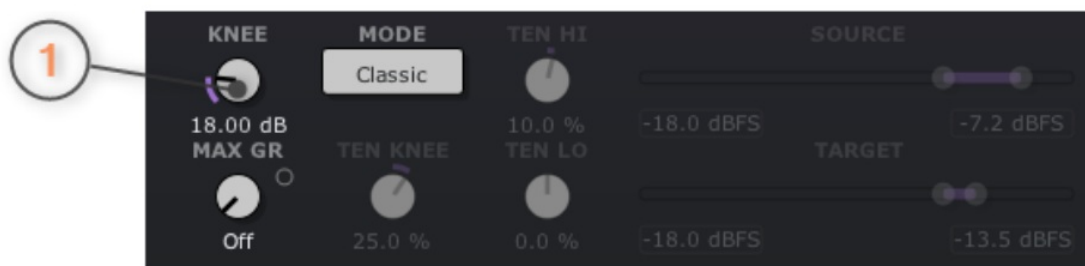 1
KNEE MODE TEN HI SOURCE
Classic
18.00 dB 10.0 % -18.0 dBFS -7.2 dBFS
MAX GR TEN KNEE TEN LO TARGET
Off 25.0 % 0.0 % -18.0 dBFS -13.5 dBFS